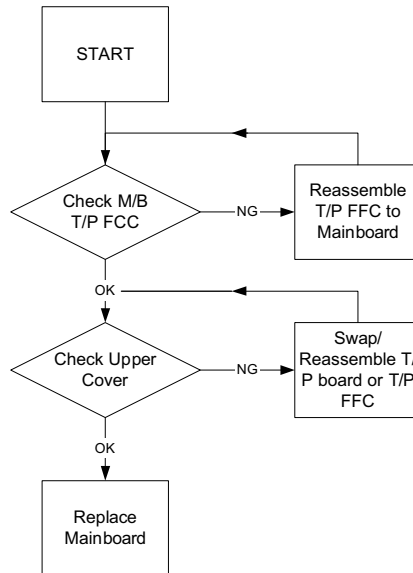 START
Check M/B
T/P FCC
NG
Reassemble
T/P FFC to
Mainboard
OK
Check Upper
Cover
NG
Swap/
Reassemble T/
P board or T/P
FFC
OK
Replace
Mainboard